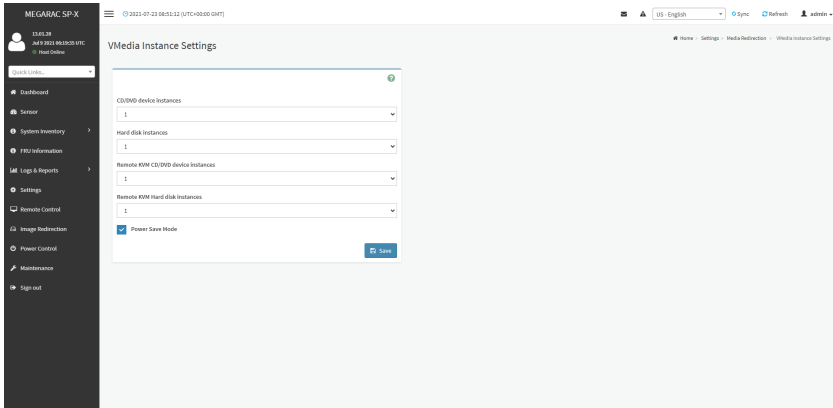 MEGARAC SP-X
2021-07-23 08:51:12 (UTC+00:00 GMT)
US - English
Sync
Refresh
admin
13.01.28
Jul 9 2021 06:19:35 UTC
Host Online
Quick Links...
Dashboard
Sensor
System Inventory
FRU Information
Logs & Reports
Settings
Remote Control
Image Redirection
Power Control
Maintenance
Sign out
VMedia Instance Settings
Home > Settings > Media Redirection > VMedia Instance Settings
CD/DVD device instances
1
Hard disk instances
1
Remote KVM CD/DVD device instances
1
Remote KVM Hard disk instances
1
Power Save Mode
Save